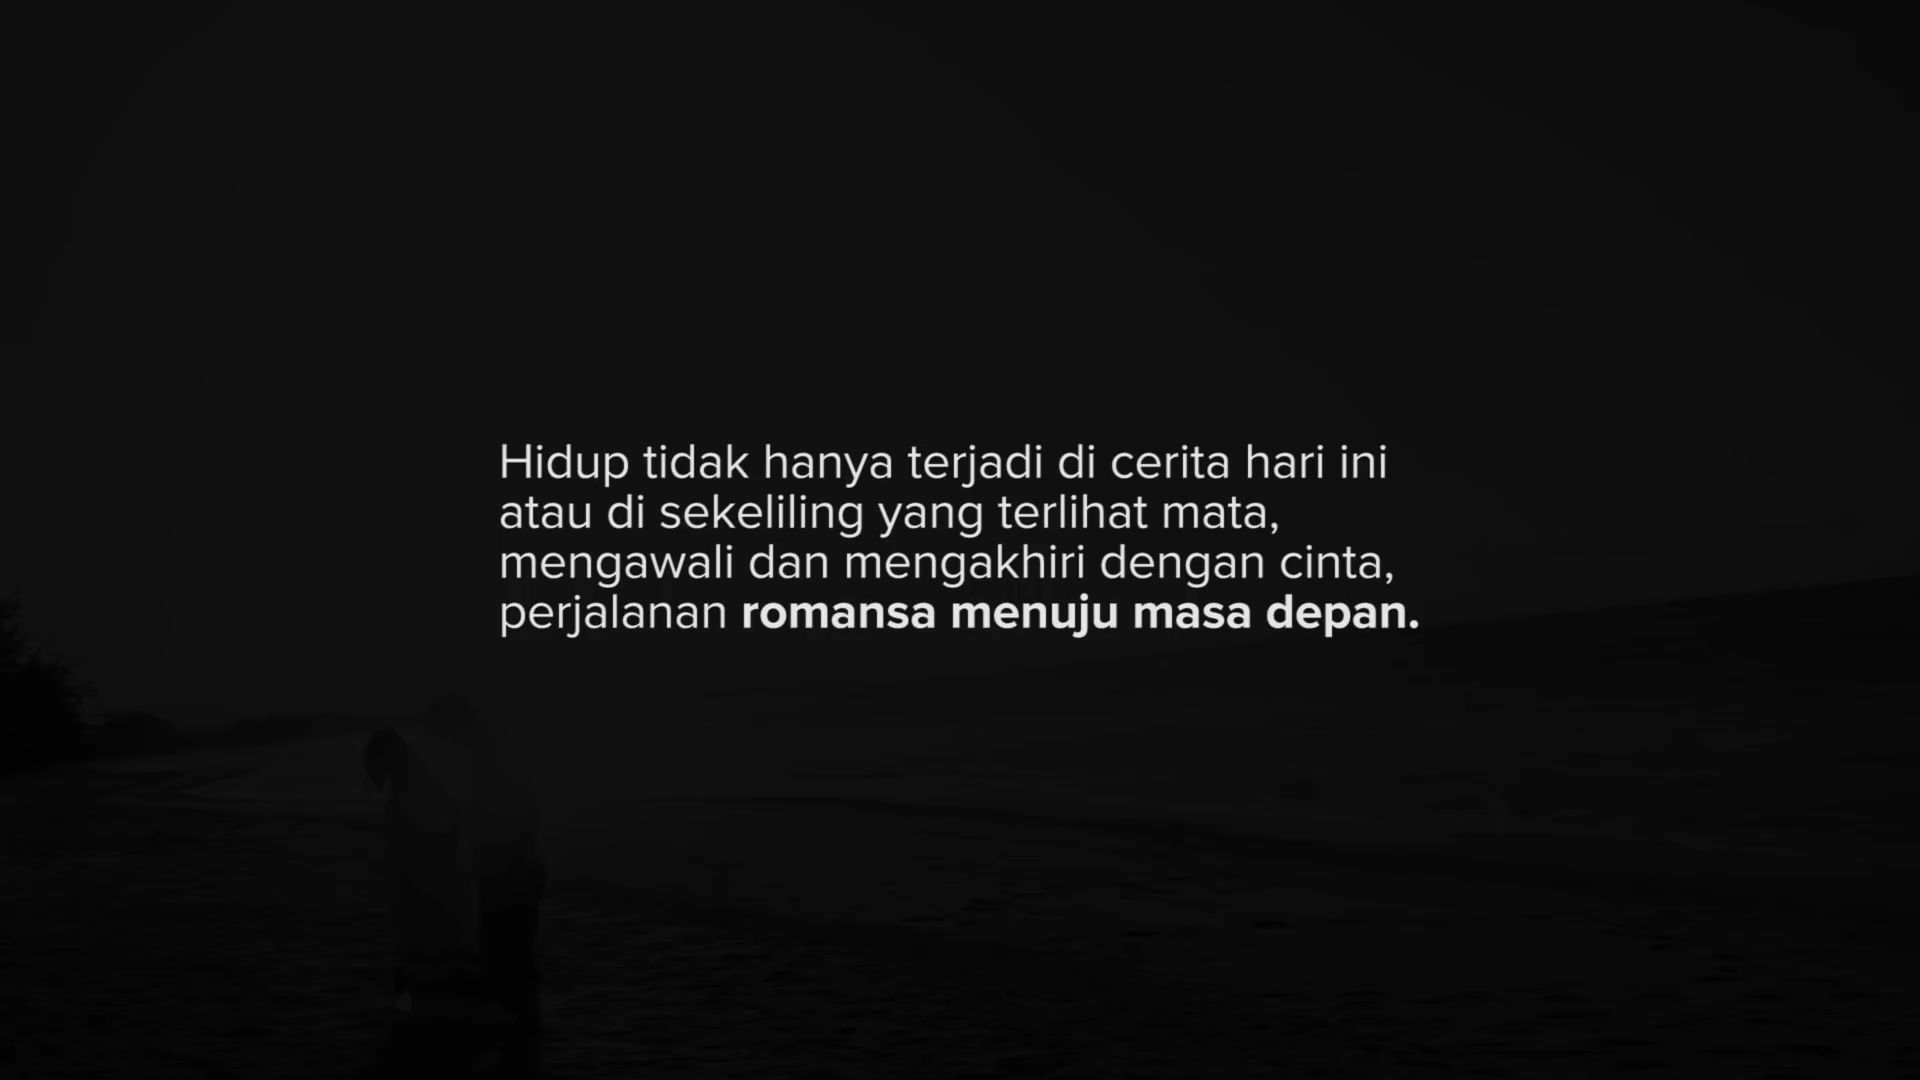 Hidup tidak hanya terjadi di cerita hari ini
atau di sekeliling yang terlihat mata,
mengawali dan mengakhiri dengan cinta,
perjalanan romansa menuju masa depan.